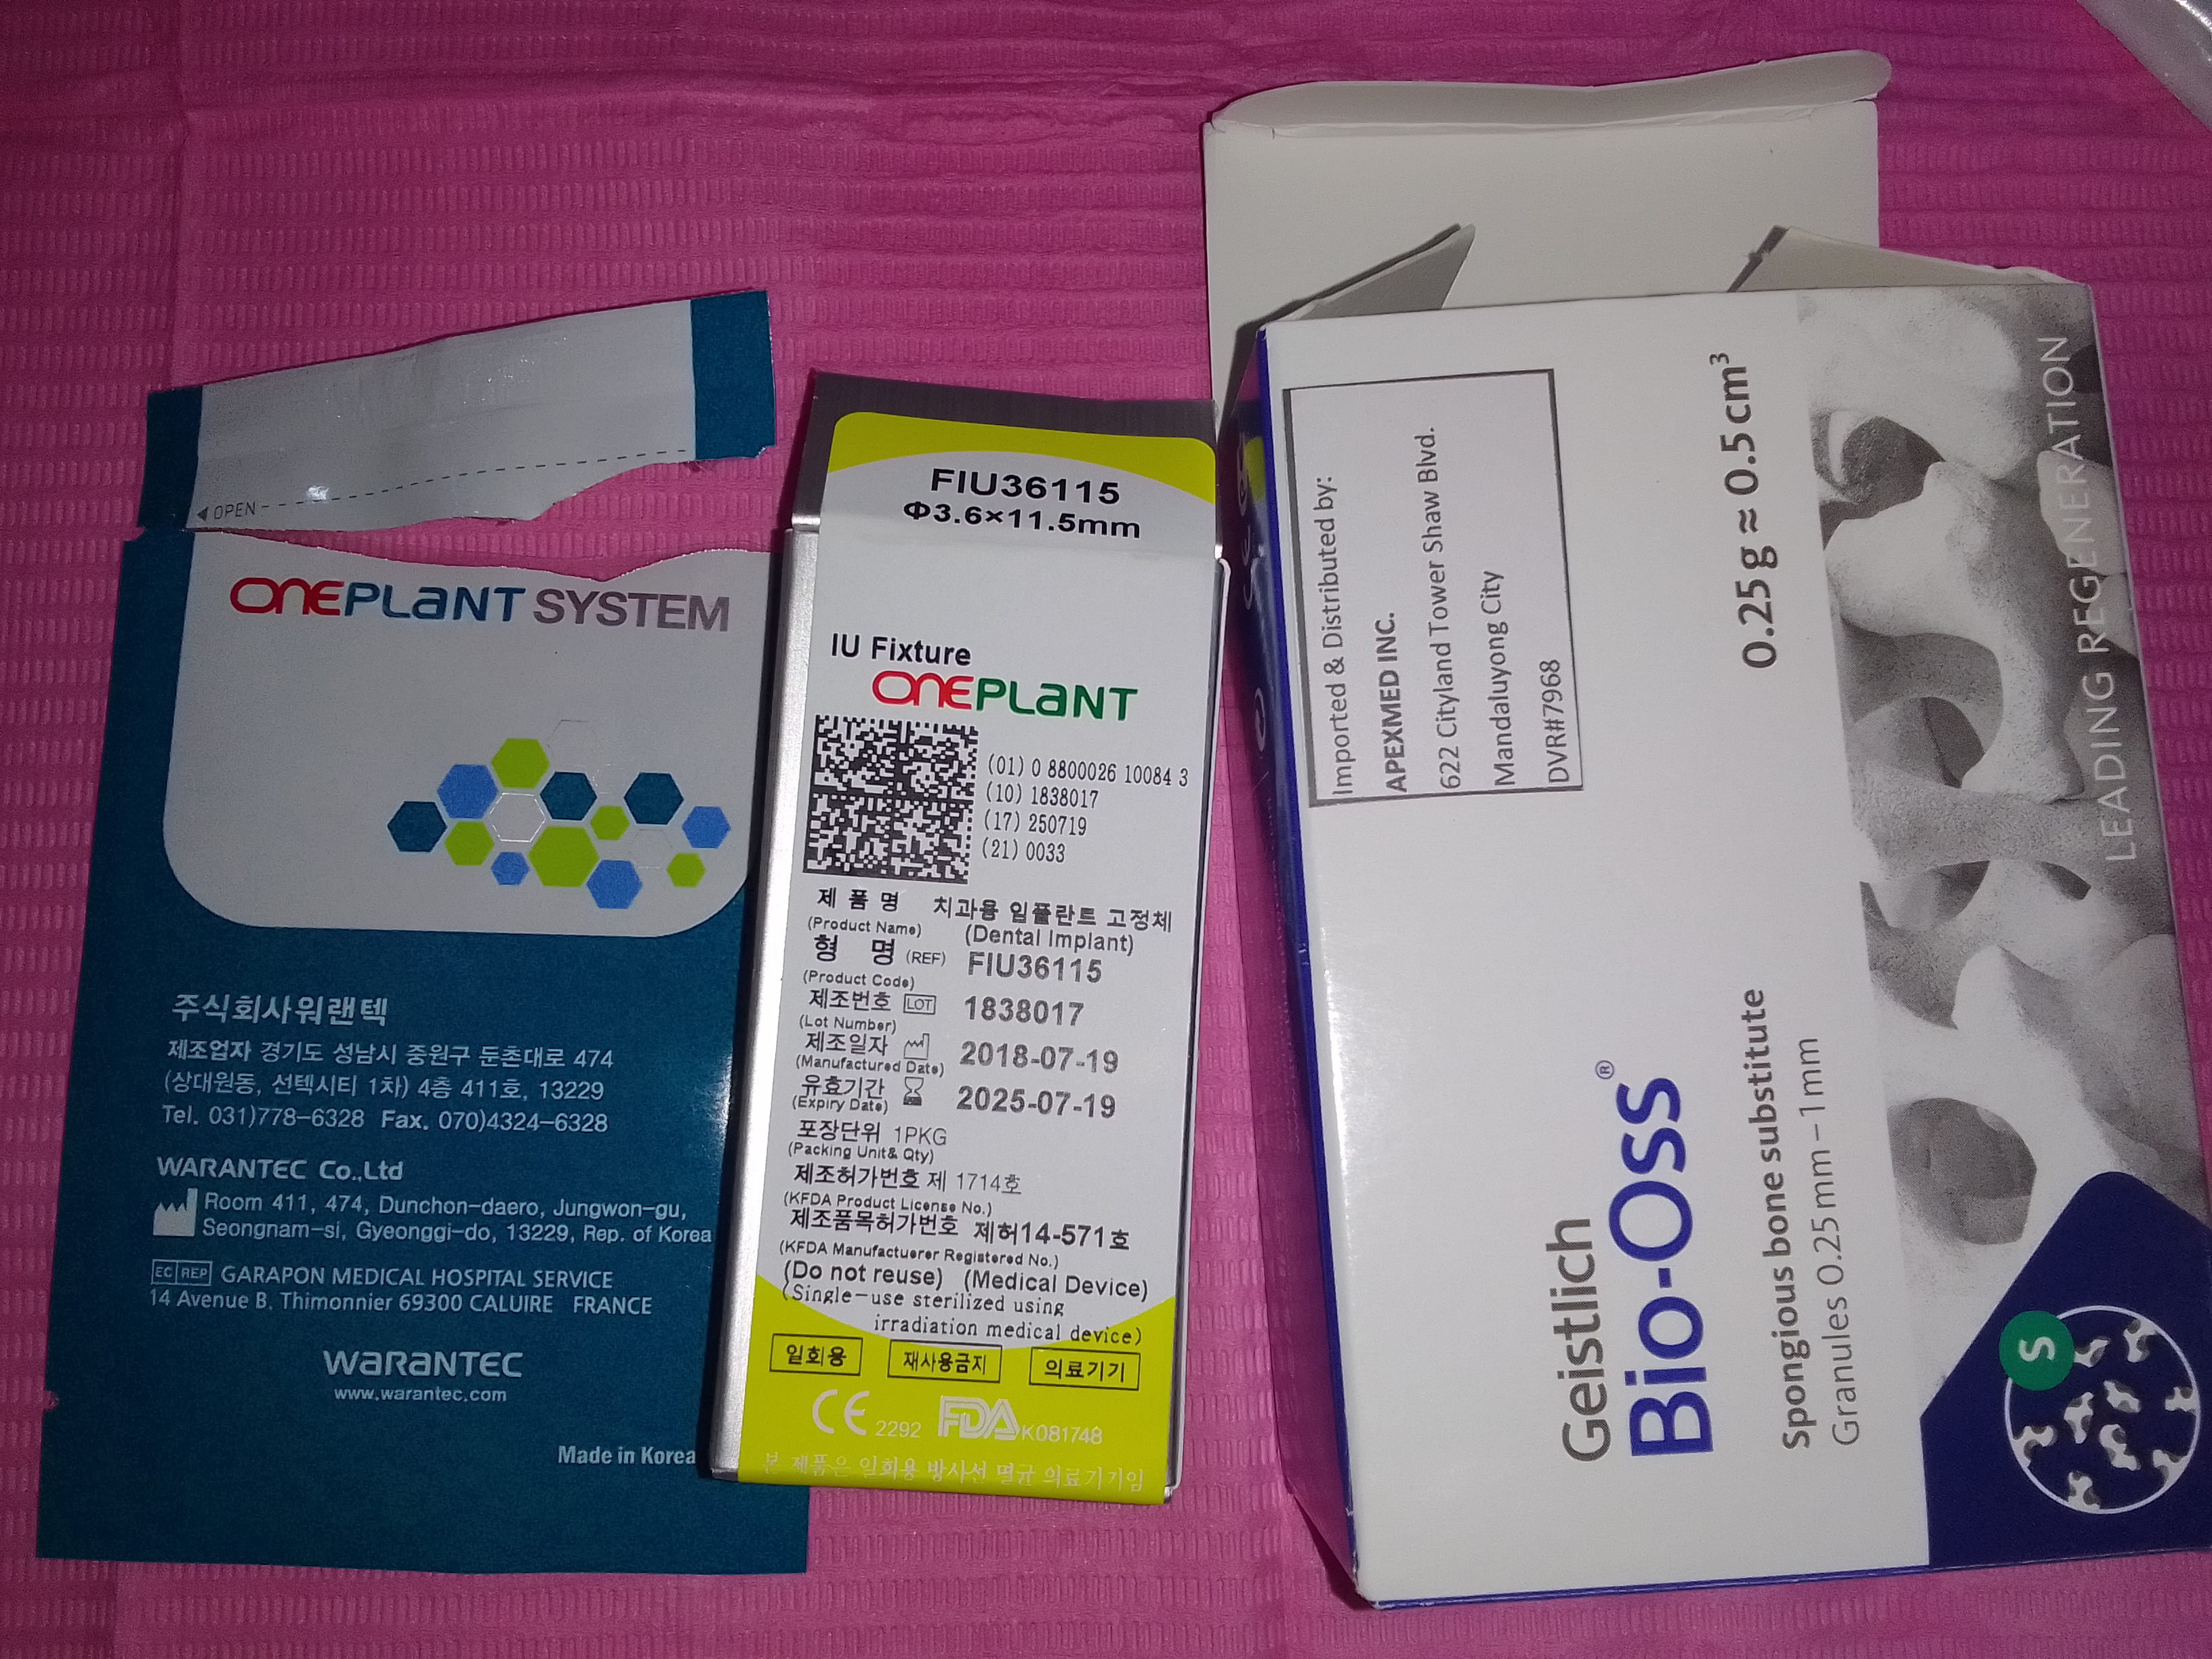 ◀ OPEN
ONEPLANT SYSTEM
주식회사워랜텍
제조업자 경기도 성남시 중원구 둔촌대로 474
(상대원동, 선텍시티 1차) 4층 411호, 13229
Tel. 031)778-6328 Fax. 070)4324-6328
WARANTEC Co.,Ltd
Room 411, 474, Dunchon-daero, Jungwon-gu,
Seongnam-si, Gyeonggi-do, 13229, Rep. of Korea
EC REP GARAPON MEDICAL HOSPITAL SERVICE
14 Avenue B. Thimonnier 69300 CALUIRE FRANCE
WARANTEC
www.warantec.com
Made in Korea
FIU36115
Φ3.6×11.5mm
IU Fixture
ONEPLANT
(01) 0 8800026 10084 3
(10) 1838017
(17) 250719
(21) 0033
제 품 명 치과용 임플란트 고정체
(Product Name) (Dental Implant)
형 명 (REF) FIU36115
(Product Code)
제조번호 LOT 1838017
(Lot Number)
제조일자 2018-07-19
(Manufactured Date)
유효기간 2025-07-19
(Expiry Date)
포장단위 1PKG
(Packing Unit& Qty)
제조허가번호 제 1714호
(KFDA Product License No.)
제조품목허가번호 제허14-571호
(KFDA Manufactuerer Registered No.)
(Do not reuse) (Medical Device)
(Single-use sterilized using
irradiation medical device)
일회용 재사용금지 의료기기
CE 2292 FDA K081748
본 제품은 일회용 방사선 멸균 의료기기임
Imported & Distributed by:
APEXMED INC.
622 Cityland Tower Shaw Blvd.
Mandaluyong City
DVR#7968
Geistlich
Bio-Oss®
0.25g ≈ 0.5cm³
Spongious bone substitute
Granules 0.25mm–1mm
LEADING REGENERATION
S